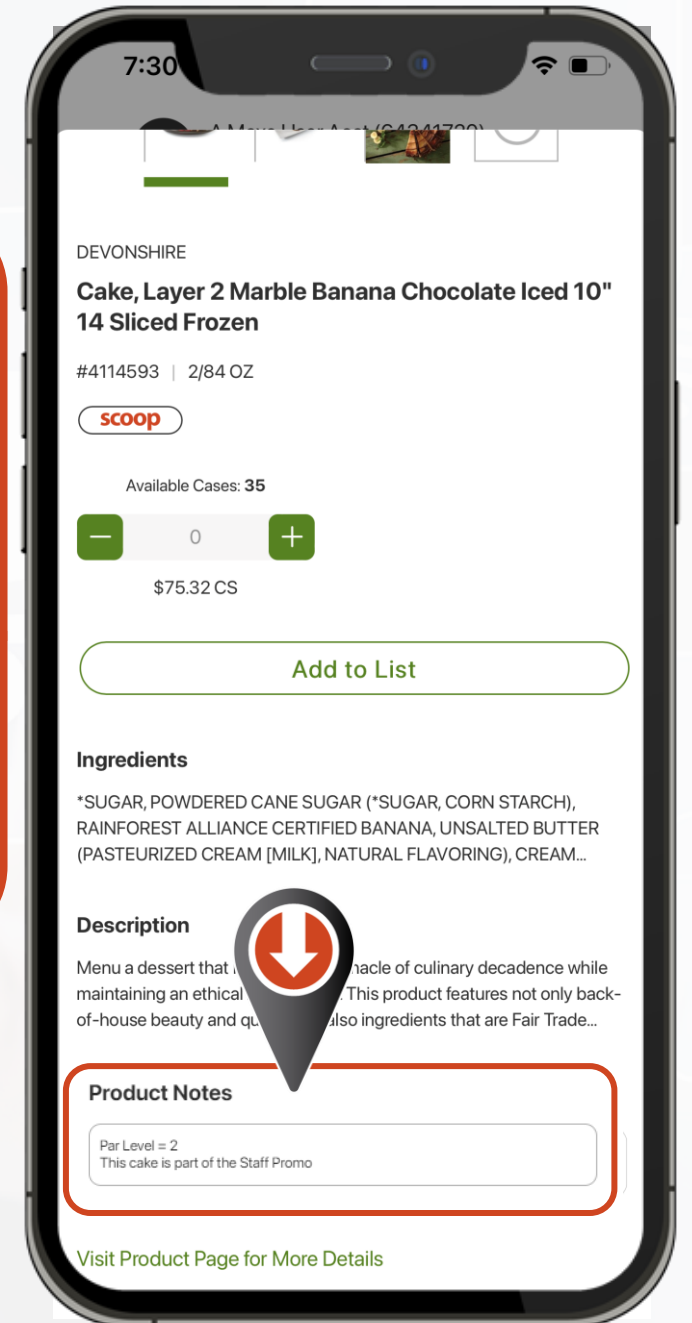 7:30
DEVONSHIRE
Cake, Layer 2 Marble Banana Chocolate Iced 10"
14 Sliced Frozen
#4114593 | 2/84 OZ
scoop
Available Cases: 35
0
$75.32 CS
Add to List
Ingredients
*SUGAR, POWDERED CANE SUGAR (*SUGAR, CORN STARCH),
RAINFOREST ALLIANCE CERTIFIED BANANA, UNSALTED BUTTER
(PASTEURIZED CREAM [MILK], NATURAL FLAVORING), CREAM...
Description
Menu a dessert that of culinary decadence while
maintaining an ethical This product features not only back-
of-house beauty and also ingredients that are Fair Trade...
Product Notes
Par Level = 2
This cake is part of the Staff Promo
Visit Product Page for More Details